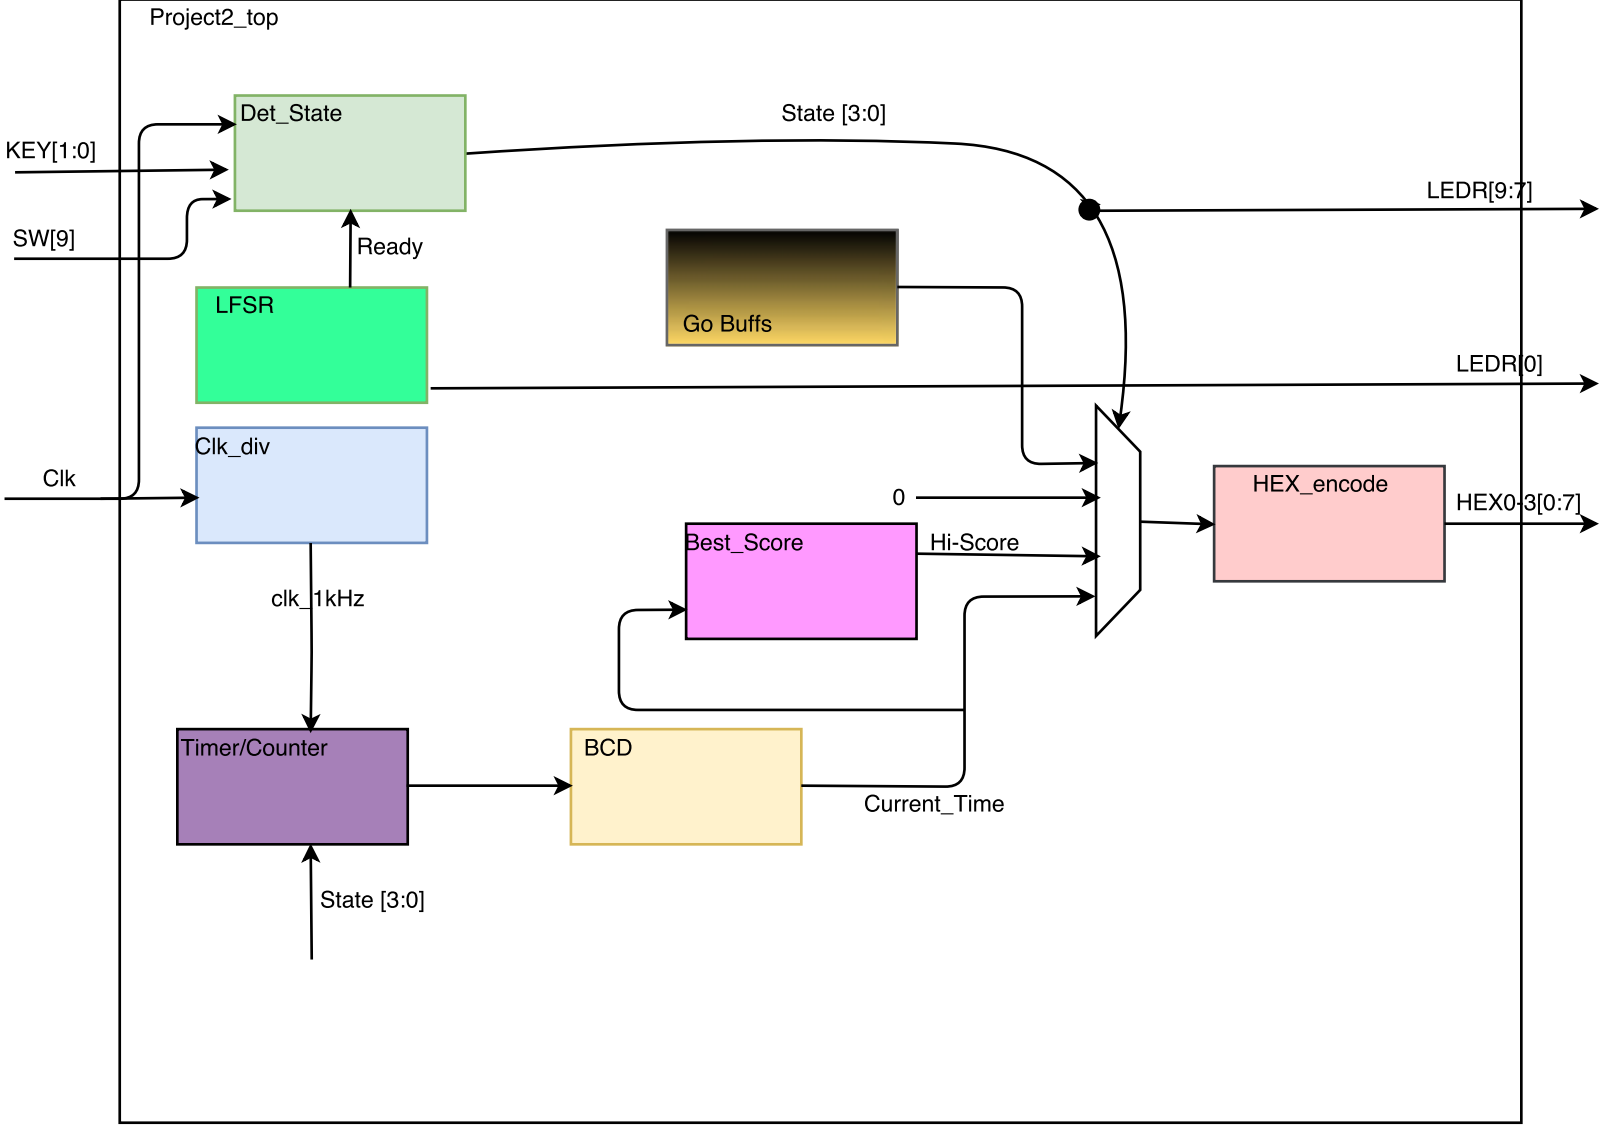 Project2_top
Det_State
State [3:0]
KEY[1:0]
LEDR[9:7]
SW[9]
Ready
LFSR
Go Buffs
LEDR[0]
Clk_div
Clk
HEX_encode
0
HEX0-3[0:7]
Best_Score
Hi-Score
clk_1kHz
Timer/Counter
BCD
Current_Time
State [3:0]